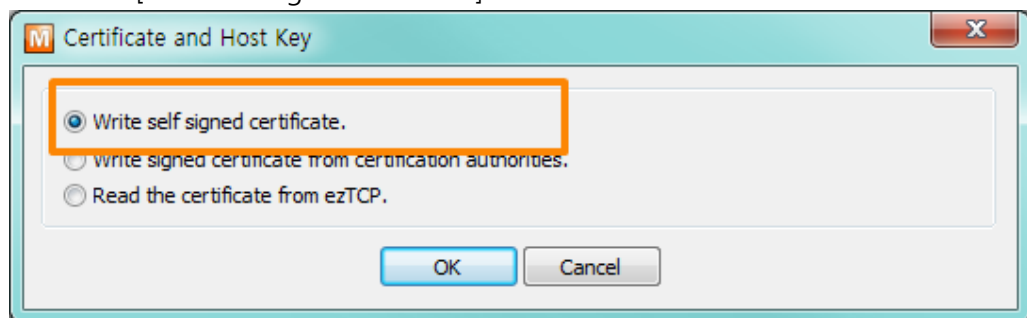 M Certificate and Host Key
Write self signed certificate.
Write signed certificate from certification authorities.
Read the certificate from ezTCP.
OK Cancel